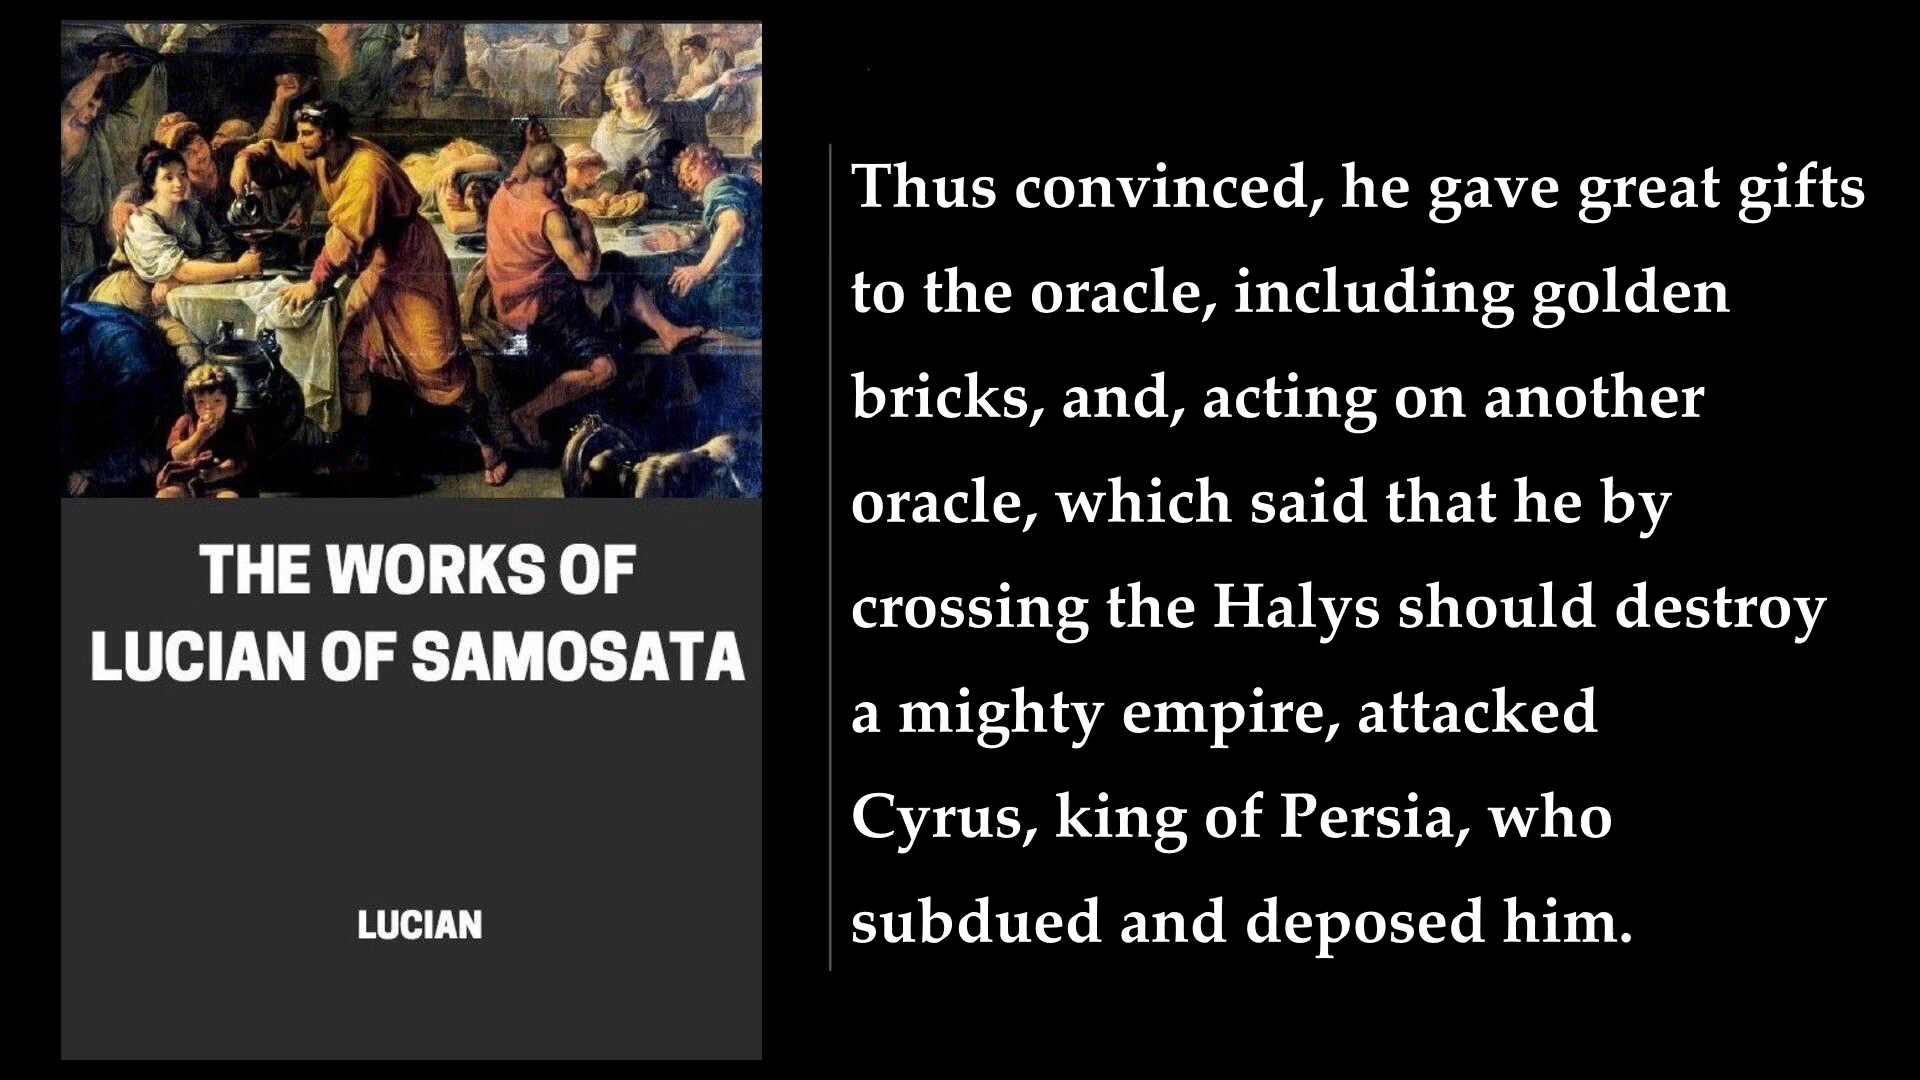 THE WORKS OF
LUCIAN OF SAMOSATA
LUCIAN
Thus convinced, he gave great gifts
to the oracle, including golden
bricks, and, acting on another
oracle, which said that he by
crossing the Halys should destroy
a mighty empire, attacked
Cyrus, king of Persia, who
subdued and deposed him.